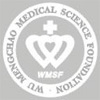 WU MENGCHAO MEDICAL SCIENCE FOUNDATION
WMSF